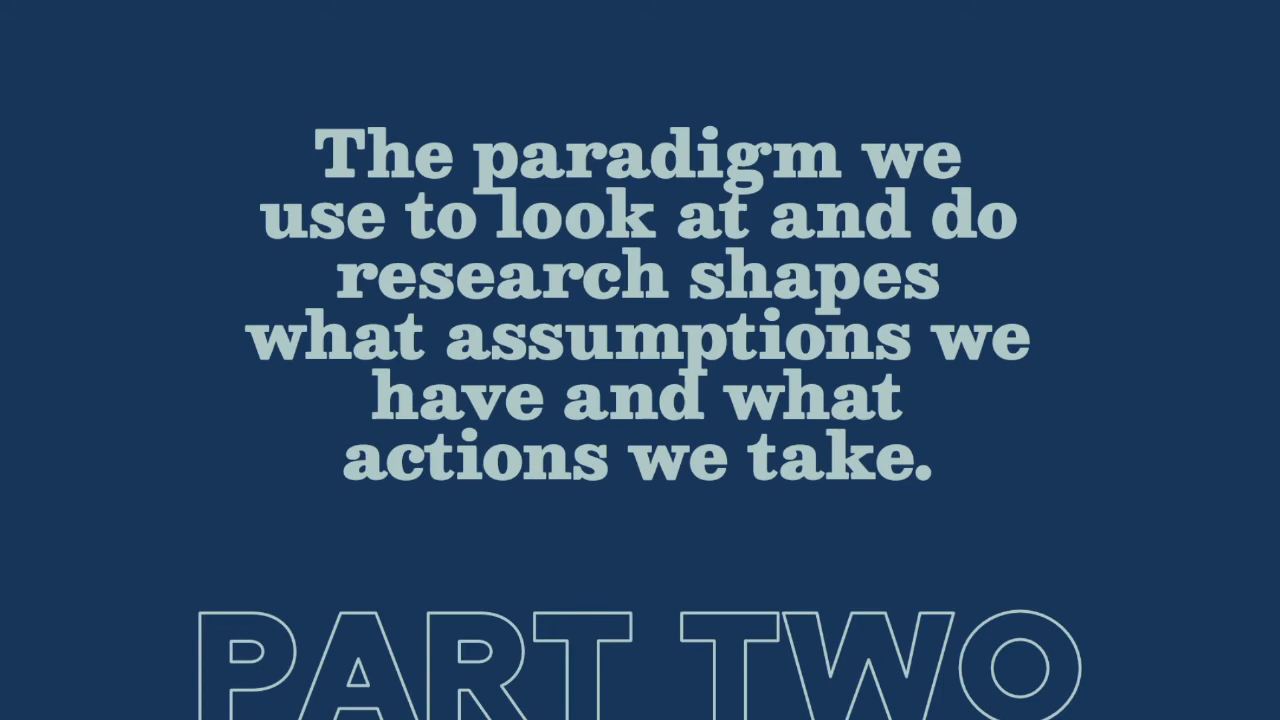 The paradigm we
use to look at and do
research shapes
what assumptions we
have and what
actions we take.
PART TWO